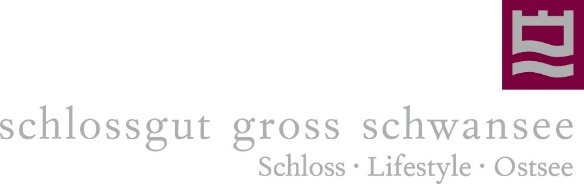 schlossgut gross schwansee
Schloss · Lifestyle · Ostsee